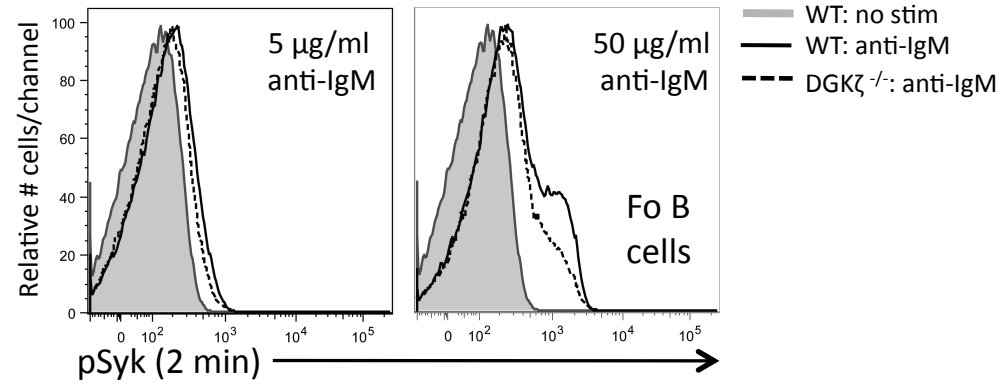 WT: no stim
WT: anti-IgM
DGKζ -/-: anti-IgM
5 µg/ml
anti-IgM
50 µg/ml
anti-IgM
Fo B
cells
Relative # cells/channel
100
80
60
40
20
0
0 10² 10³ 10⁴ 10⁵
0 10² 10³ 10⁴ 10⁵
pSyk (2 min)